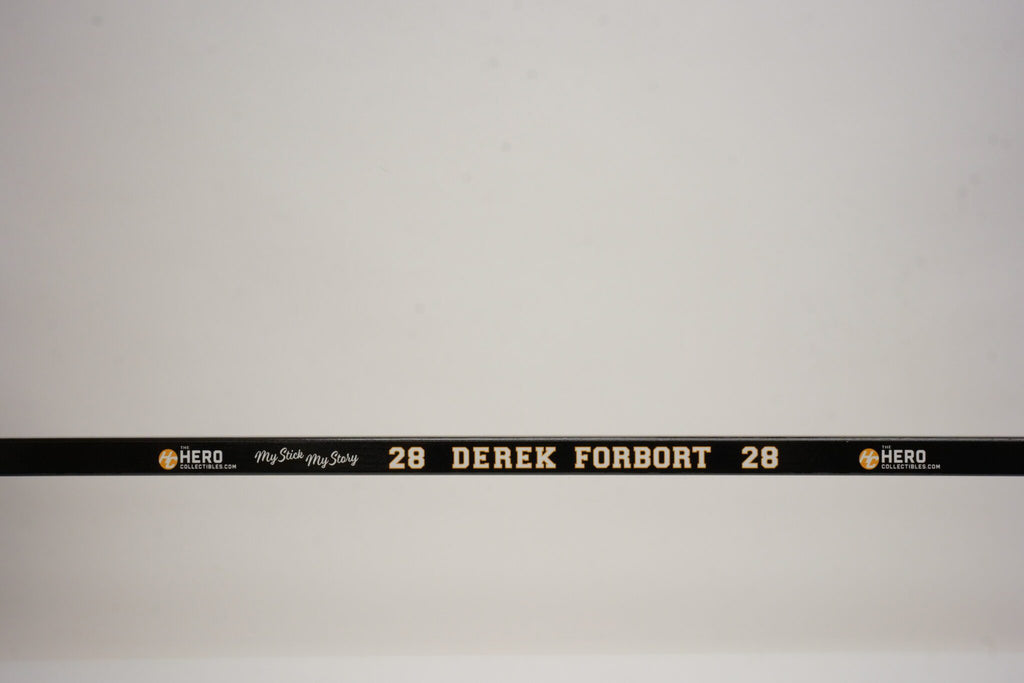 THE
HERO
COLLECTIBLES.COM
My Stick
My Story
28 DEREK FORBORT 28
THE
HERO
COLLECTIBLES.COM